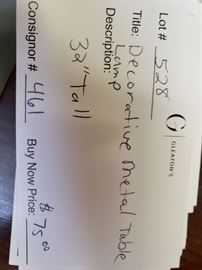 Lot # 528
G
GLEATON'S
Title: Decorative Metal Table
Lamp
Description:
32" Tall
Consignor # 461
Buy Now Price: $75.00